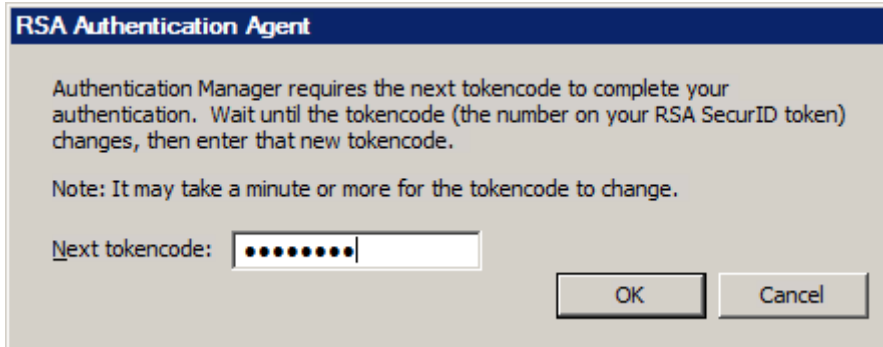 RSA Authentication Agent
Authentication Manager requires the next tokencode to complete your
authentication. Wait until the tokencode (the number on your RSA SecurID token)
changes, then enter that new tokencode.
Note: It may take a minute or more for the tokencode to change.
Next tokencode: ●●●●●●●●
OK Cancel